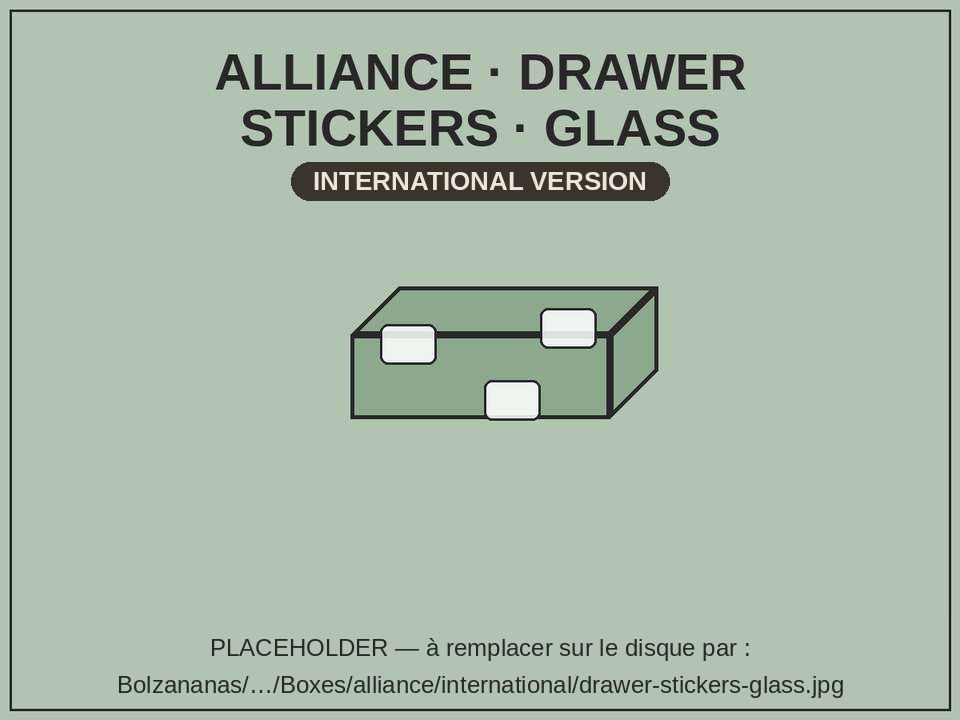 ALLIANCE · DRAWER
STICKERS · GLASS
INTERNATIONAL VERSION
PLACEHOLDER — à remplacer sur le disque par :
Bolzananas/…/Boxes/alliance/international/drawer-stickers-glass.jpg